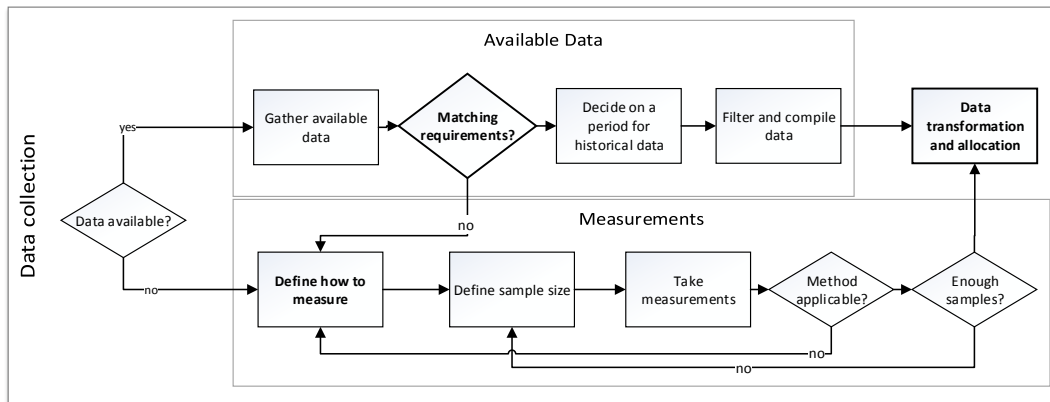 Data collection
Available Data
Gather available
data
Matching
requirements?
Decide on a
period for
historical data
Filter and compile
data
Data
transformation
and allocation
yes
Data available?
no
no
Measurements
Define how to
measure
Define sample size
Take
measurements
Method
applicable?
Enough
samples?
no
no